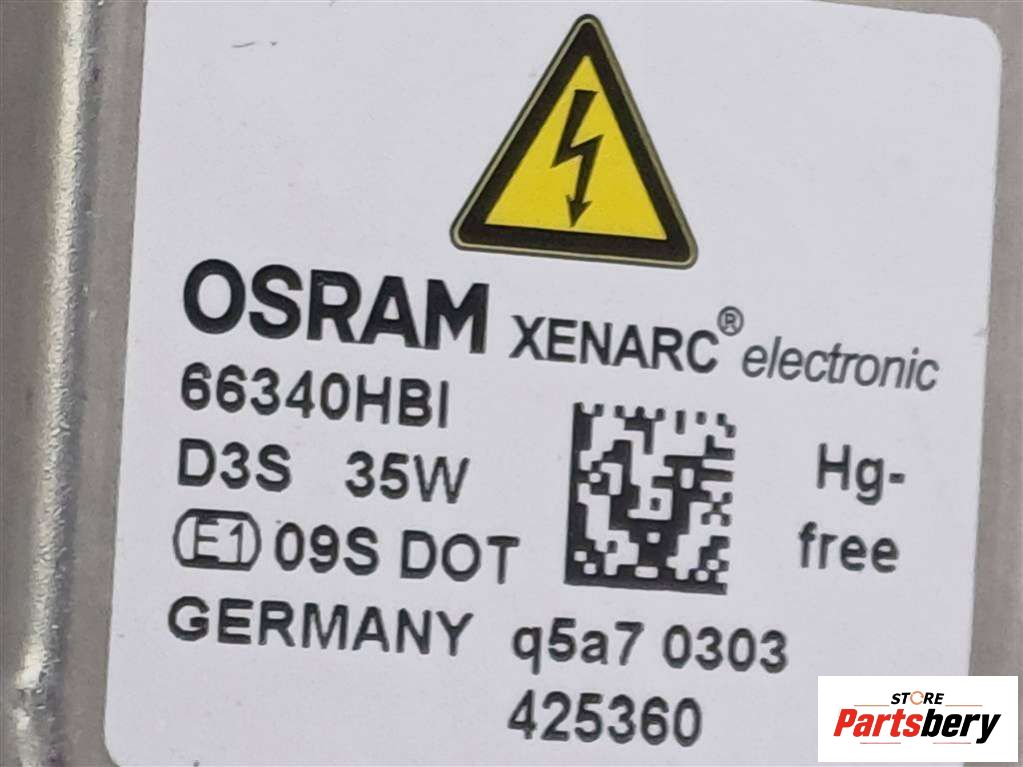 OSRAM XENARC® electronic
66340HBI
D3S 35W
Hg-
free
E1 09S DOT
GERMANY q5a7 0303
425360
STORE
Partsbery